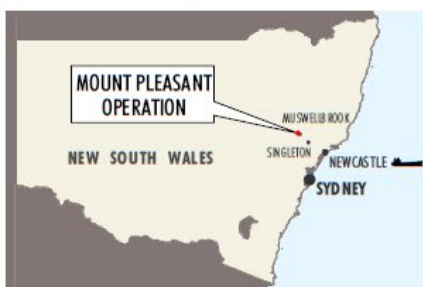 MOUNT PLEASANT
OPERATION
MUSWELLBROOK
SINGLETON
NEW SOUTH WALES
NEWCASTLE
SYDNEY